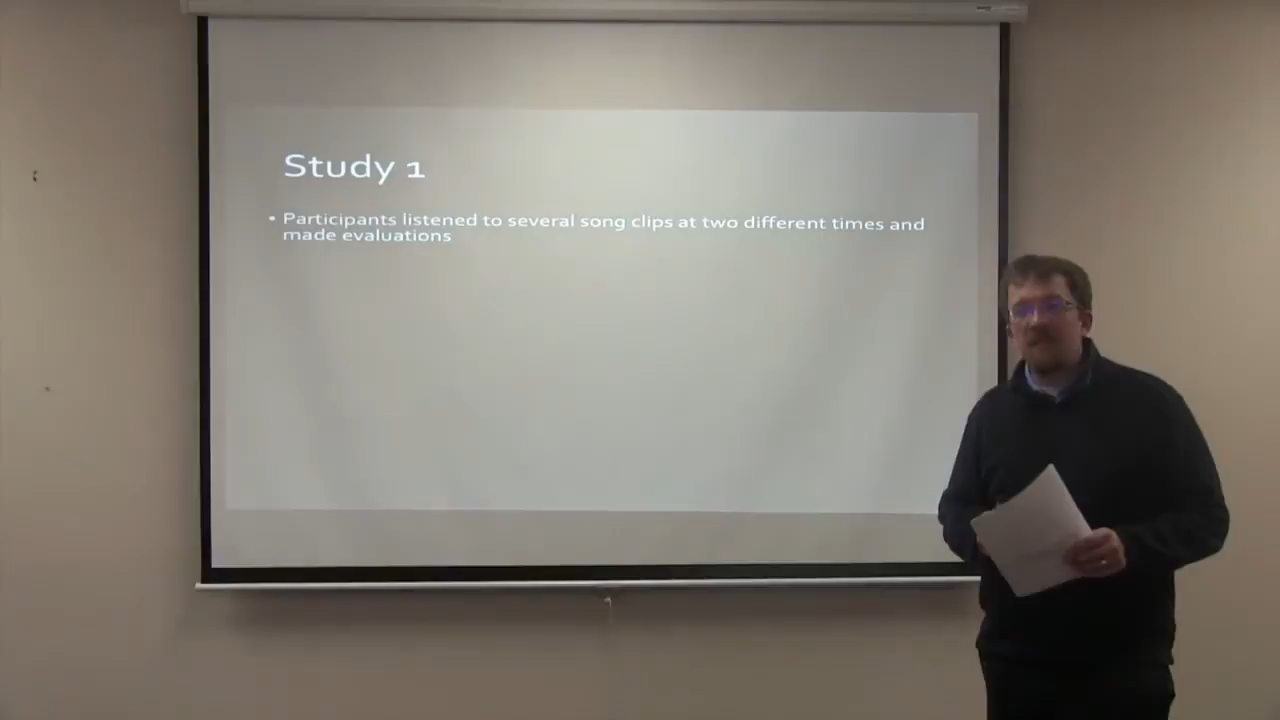 Study 1
• Participants listened to several song clips at two different times and
made evaluations